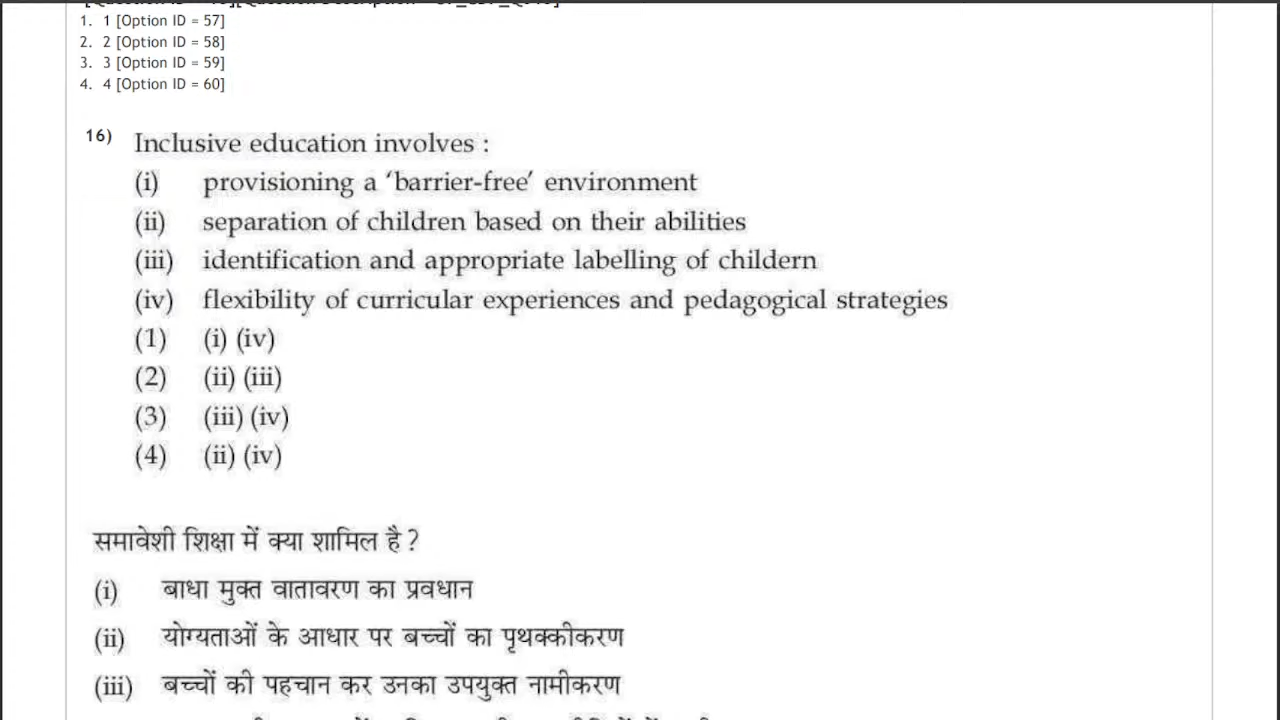 1. 1 [Option ID = 57]
2. 2 [Option ID = 58]
3. 3 [Option ID = 59]
4. 4 [Option ID = 60]
16) Inclusive education involves :
(i) provisioning a ‘barrier-free’ environment
(ii) separation of children based on their abilities
(iii) identification and appropriate labelling of childern
(iv) flexibility of curricular experiences and pedagogical strategies
(1) (i) (iv)
(2) (ii) (iii)
(3) (iii) (iv)
(4) (ii) (iv)
समावेशी शिक्षा में क्या शामिल है ?
(i) बाधा मुक्त वातावरण का प्रवधान
(ii) योग्यताओं के आधार पर बच्चों का पृथक्कीकरण
(iii) बच्चों की पहचान कर उनका उपयुक्त नामीकरण